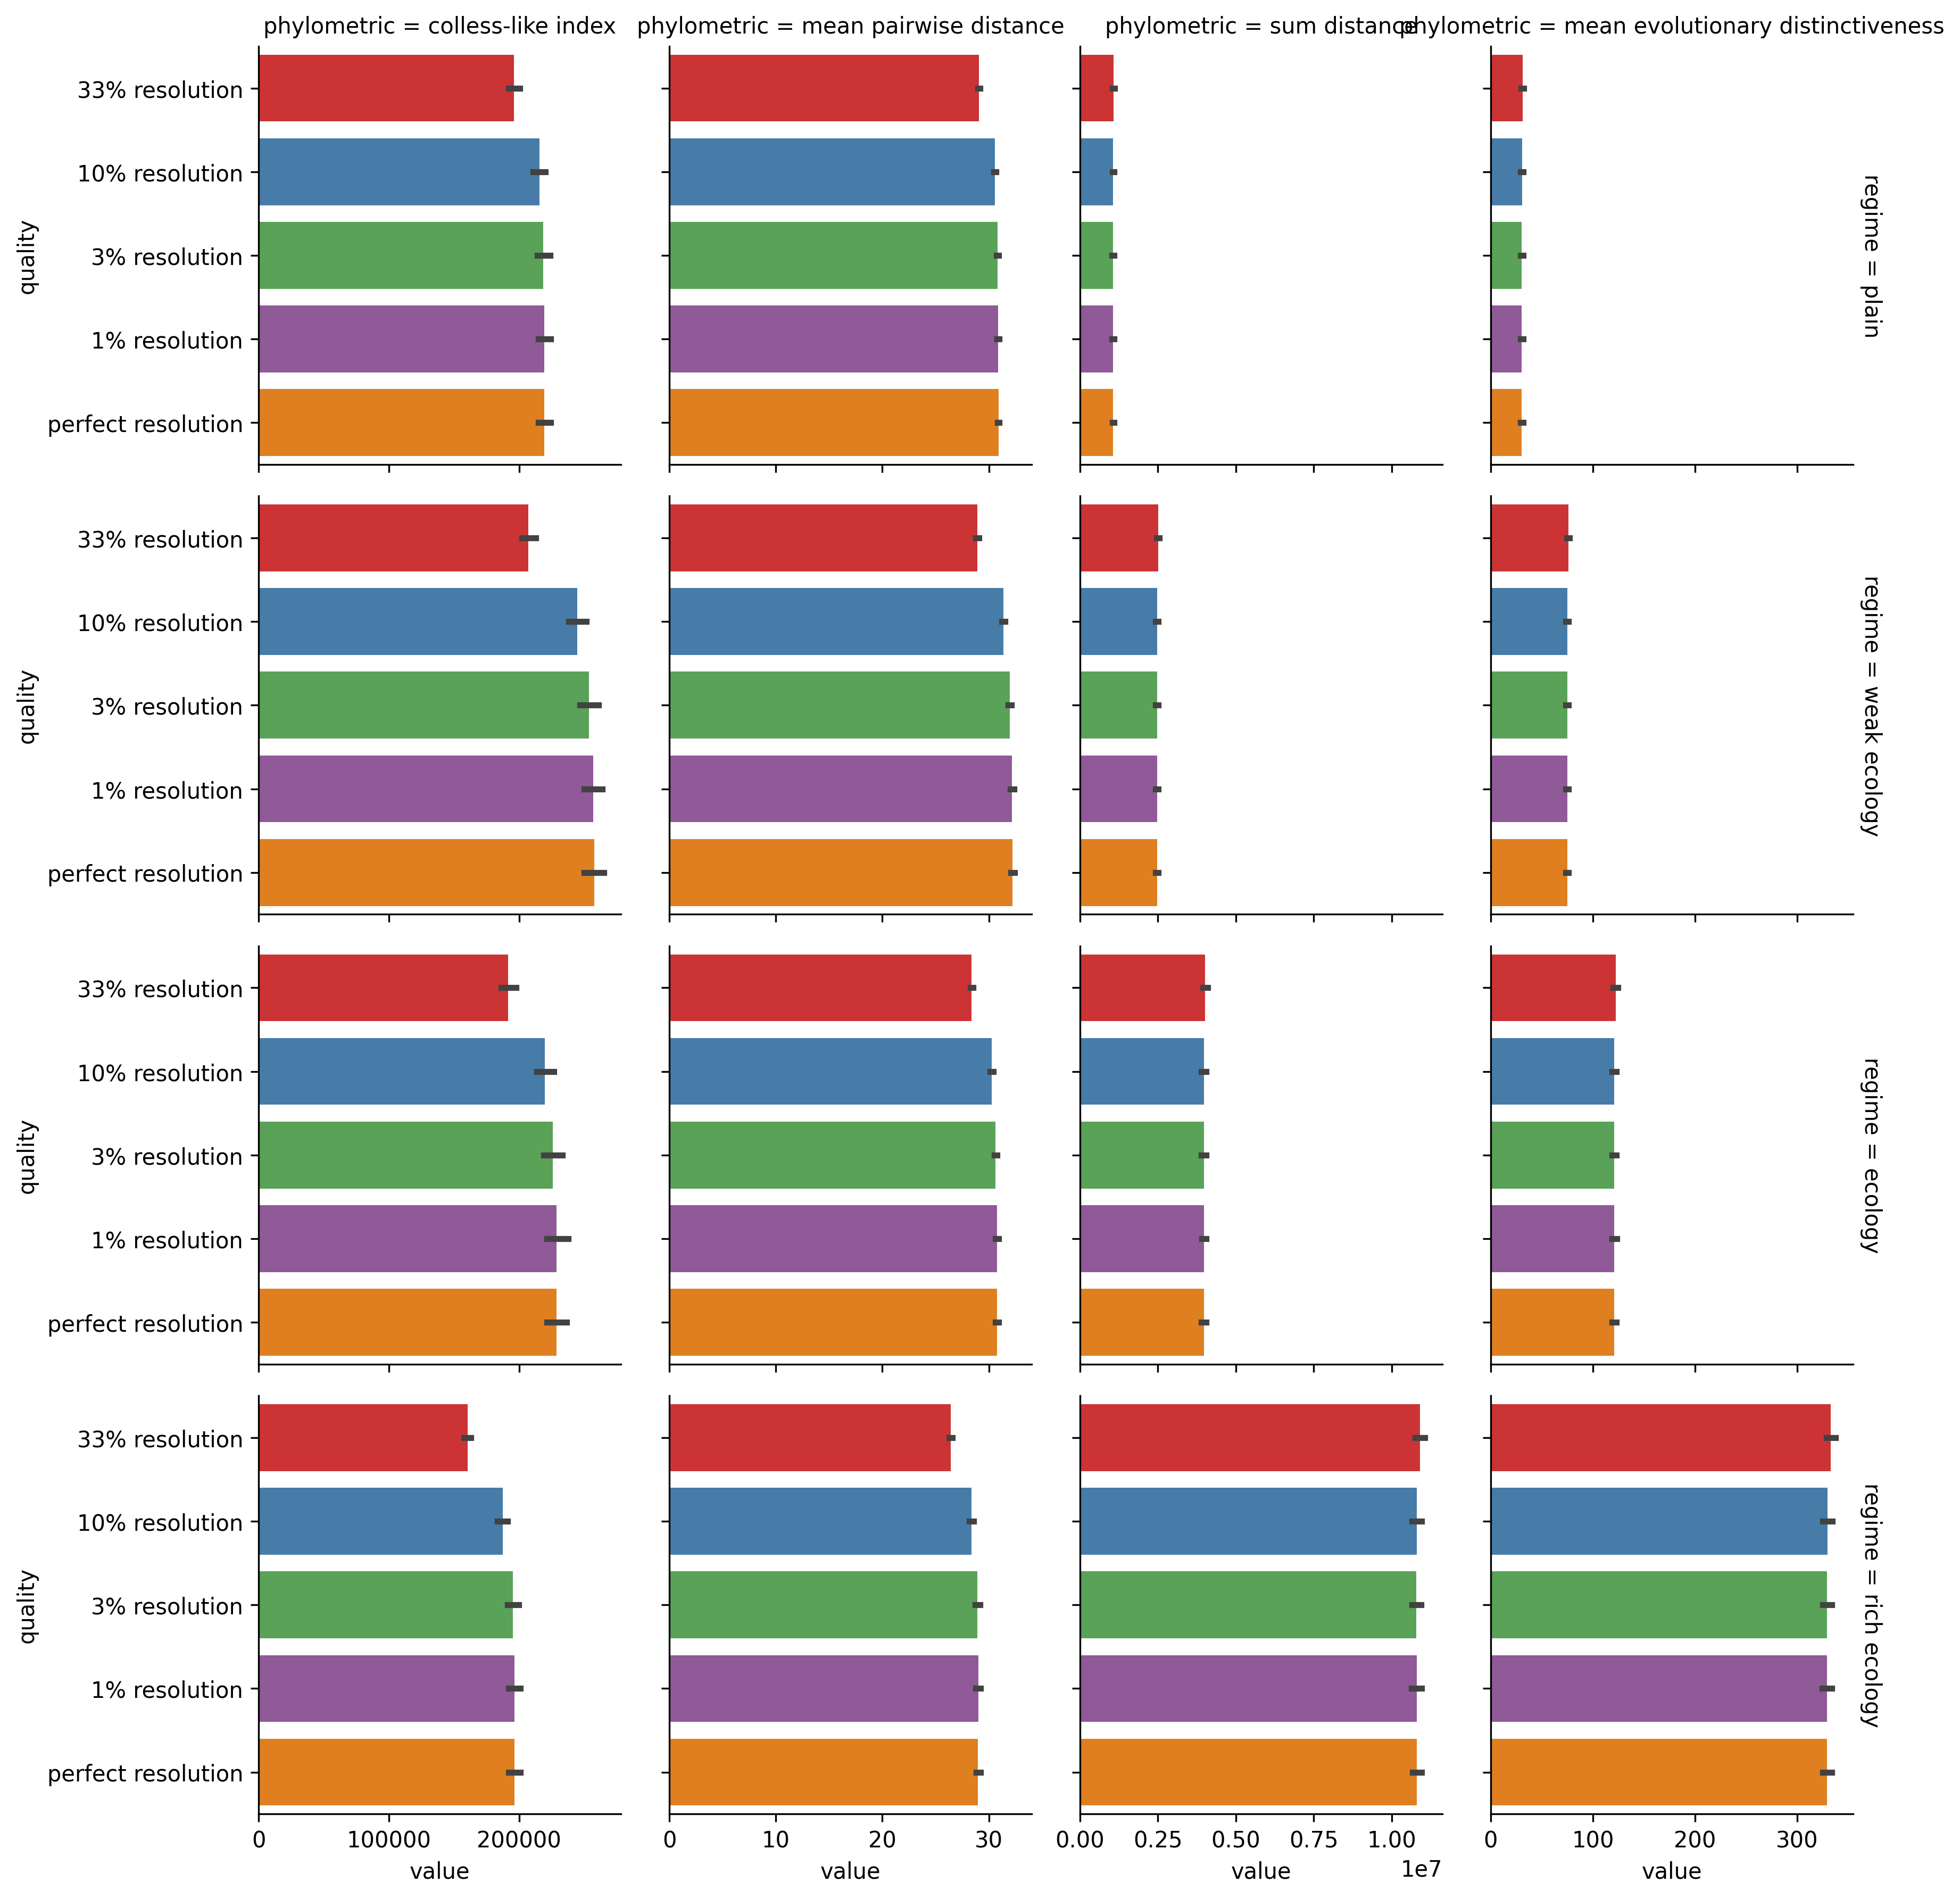 phylometric = colless-like index
phylometric = mean pairwise distance
phylometric = sum distance
phylometric = mean evolutionary distinctiveness
quality
33% resolution
10% resolution
3% resolution
1% resolution
perfect resolution
regime = plain
quality
33% resolution
10% resolution
3% resolution
1% resolution
perfect resolution
regime = weak ecology
quality
33% resolution
10% resolution
3% resolution
1% resolution
perfect resolution
regime = ecology
quality
33% resolution
10% resolution
3% resolution
1% resolution
perfect resolution
regime = rich ecology
0 100000 200000
value
0 10 20 30
value
0.00 0.25 0.50 0.75 1.00
1e7
value
0 100 200 300
value